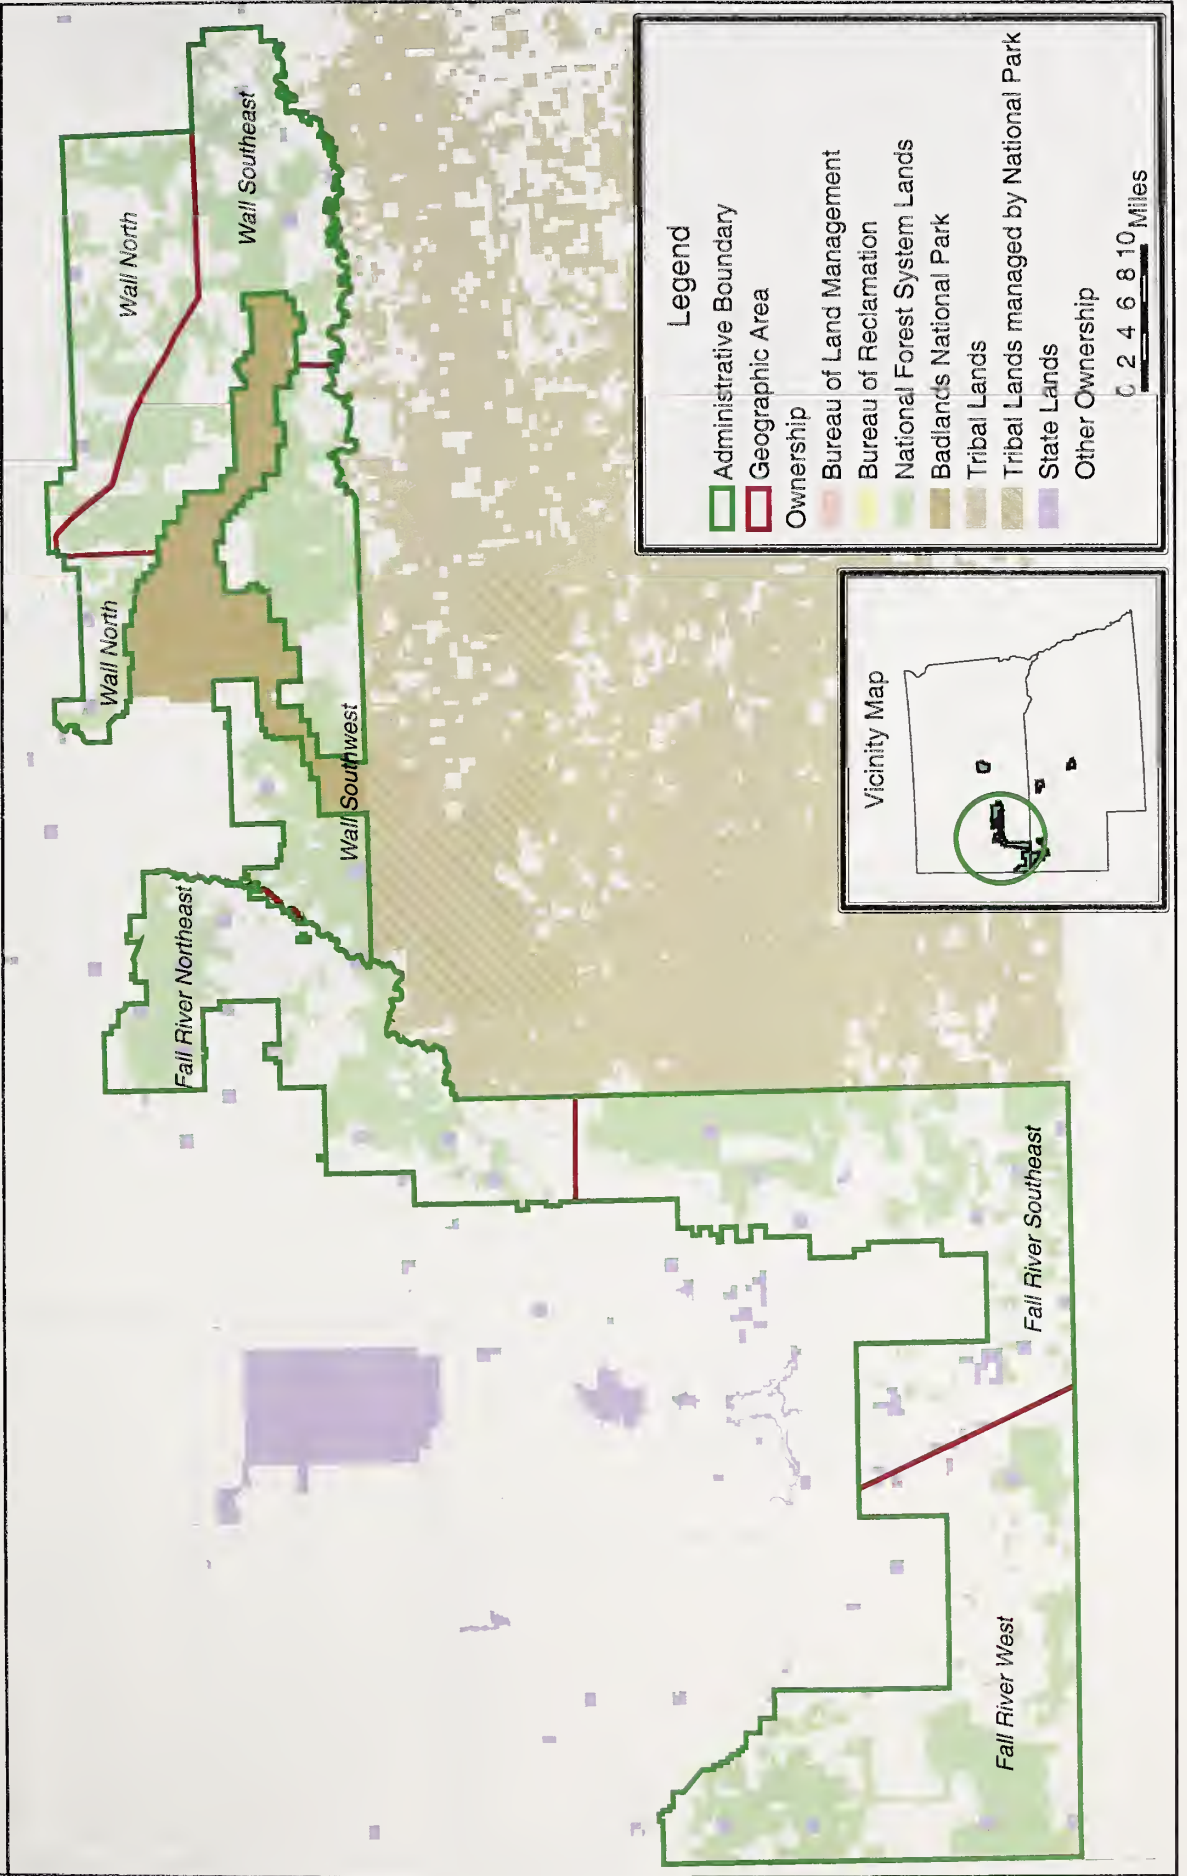 Wall North
Wall Southeast
Wall North
Wall Southwest
Fall River Northeast
Fall River Southeast
Fall River West
Vicinity Map
Legend
Administrative Boundary
Geographic Area
Ownership
Bureau of Land Management
Bureau of Reclamation
National Forest System Lands
Badlands National Park
Tribal Lands
Tribal Lands managed by National Park
State Lands
Other Ownership
0 2 4 6 8 10 Miles